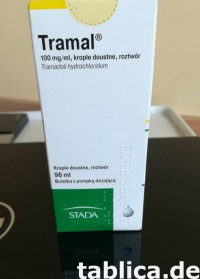 Tramal®
100 mg/ml, krople doustne, roztwór
Tramadoli hydrochloridum
Krople doustne, roztwór
96 ml
Butelka z pompką dozującą
STADA
tablica.de